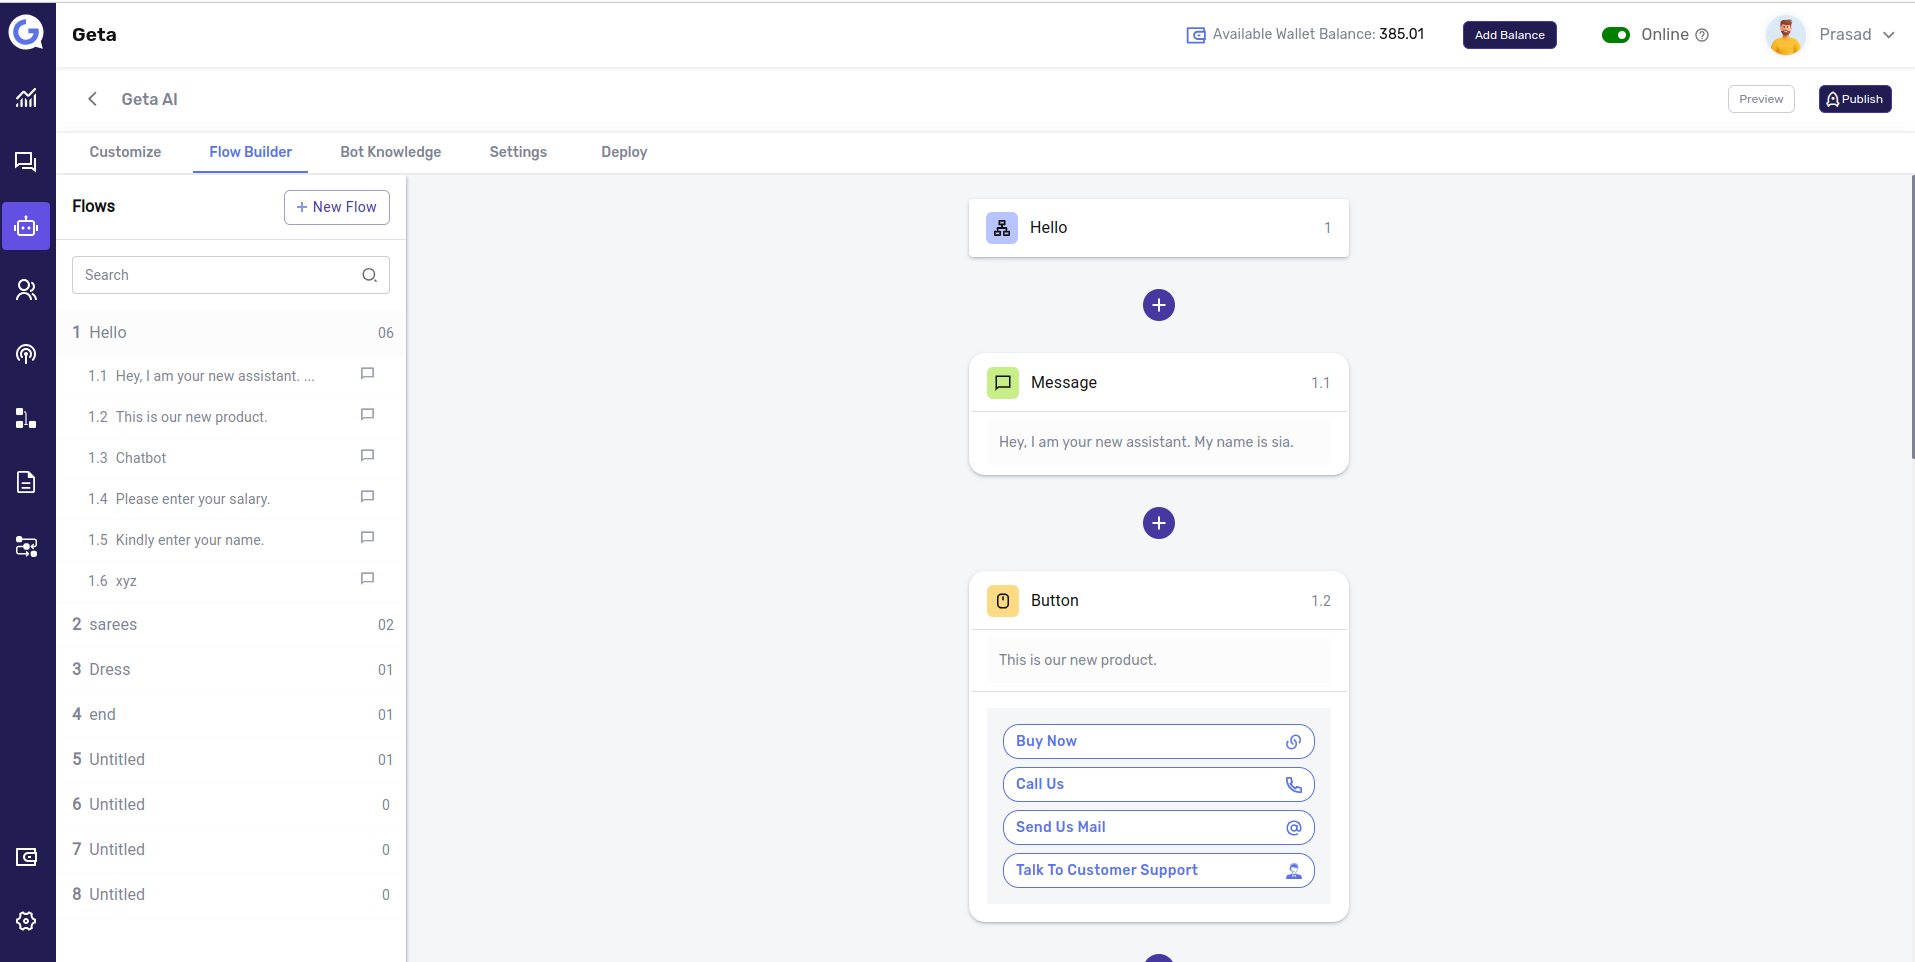 Geta
Available Wallet Balance: 385.01
Add Balance
Online
Prasad
Geta AI
Preview
Publish
Customize
Flow Builder
Bot Knowledge
Settings
Deploy
Flows
+ New Flow
Search
1 Hello 06
1.1 Hey, I am your new assistant. ...
1.2 This is our new product.
1.3 Chatbot
1.4 Please enter your salary.
1.5 Kindly enter your name.
1.6 xyz
2 sarees 02
3 Dress 01
4 end 01
5 Untitled 01
6 Untitled 0
7 Untitled 0
8 Untitled 0
Hello 1
Message 1.1
Hey, I am your new assistant. My name is sia.
Button 1.2
This is our new product.
Buy Now
Call Us
Send Us Mail
Talk To Customer Support